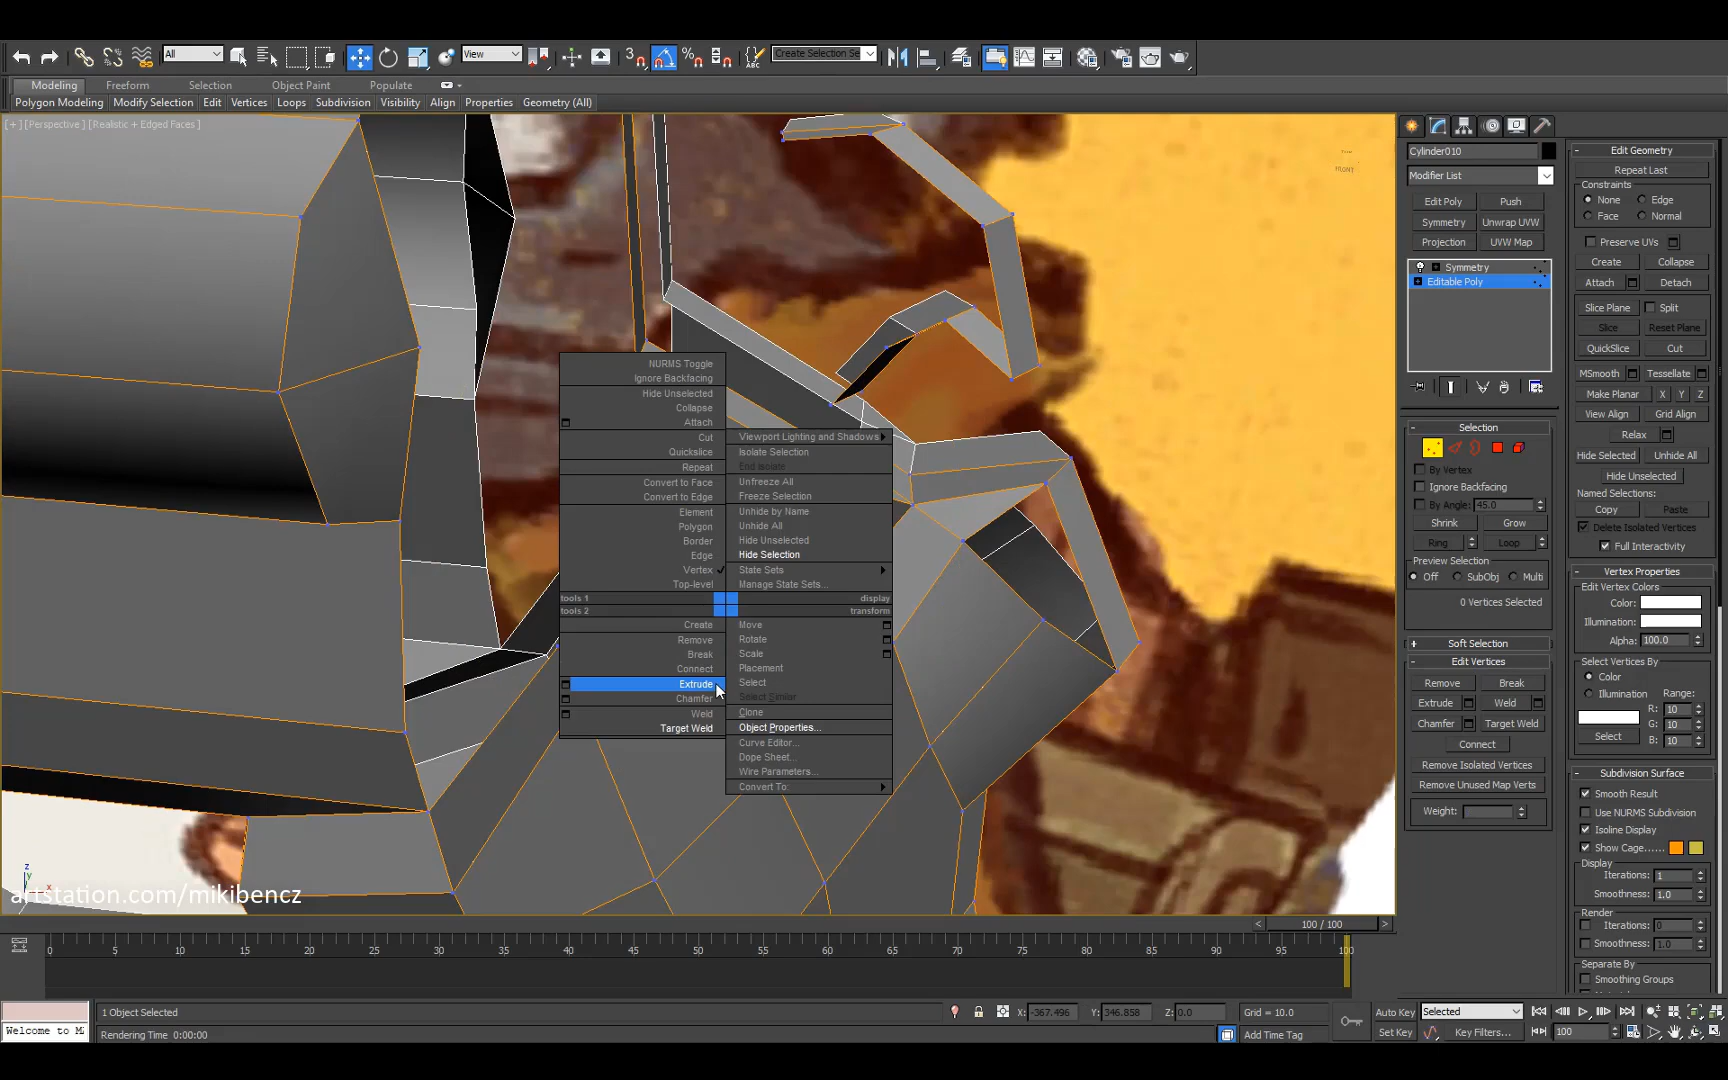 All
View
Create Selection Se
Modeling Freeform Selection Object Paint Populate
Polygon Modeling Modify Selection Edit Vertices Loops Subdivision Visibility Align Properties Geometry (All)
[+] [Perspective] [Realistic + Edged Faces]
FRONT
NURMS Toggle
Ignore Backfacing
Hide Unselected
Collapse
Attach
Cut
Quickslice
Repeat
Convert to Face
Convert to Edge
Element
Polygon
Border
Edge
Vertex
Top-level
tools 1
tools 2
Create
Remove
Break
Connect
Extrude
Chamfer
Weld
Target Weld
Viewport Lighting and Shadows
Isolate Selection
End Isolate
Unfreeze All
Freeze Selection
Unhide by Name
Unhide All
Hide Unselected
Hide Selection
State Sets
Manage State Sets...
display
transform
Move
Rotate
Scale
Placement
Select
Select Similar
Clone
Object Properties...
Curve Editor...
Dope Sheet...
Wire Parameters...
Convert To:
Cylinder010
Modifier List
Edit Poly Push
Symmetry Unwrap UVW
Projection UVW Map
Symmetry
Editable Poly
Selection
By Vertex
Ignore Backfacing
By Angle: 45.0
Shrink Grow
Ring Loop
Preview Selection
Off SubObj Multi
0 Vertices Selected
Soft Selection
Edit Vertices
Remove Break
Extrude Weld
Chamfer Target Weld
Connect
Remove Isolated Vertices
Remove Unused Map Verts
Weight:
Edit Geometry
Repeat Last
Constraints
None Edge
Face Normal
Preserve UVs
Create Collapse
Attach Detach
Slice Plane Split
Slice Reset Plane
QuickSlice Cut
MSmooth Tessellate
Make Planar X Y Z
View Align Grid Align
Relax
Hide Selected Unhide All
Hide Unselected
Named Selections:
Copy Paste
Delete Isolated Vertices
Full Interactivity
Vertex Properties
Edit Vertex Colors
Color:
Illumination:
Alpha: 100.0
Select Vertices By
Color
Illumination
Range:
R: 10
G: 10
B: 10
Select
Subdivision Surface
Smooth Result
Use NURMS Subdivision
Isoline Display
Show Cage......
Display
Iterations: 1
Smoothness: 1.0
Render
Iterations: 0
Smoothness: 1.0
Separate By
Smoothing Groups
z
x
artstation.com/mikibencz
< 100 / 100 >
0 5 10 15 20 25 30 35 40 45 50 55 60 65 70 75 80 85 90 95 100
1 Object Selected
X: -367.496 Y: 346.858 Z: 0.0 Grid = 10.0
Auto Key Selected
Welcome to M
Rendering Time 0:00:00
Add Time Tag
Set Key Key Filters...
100